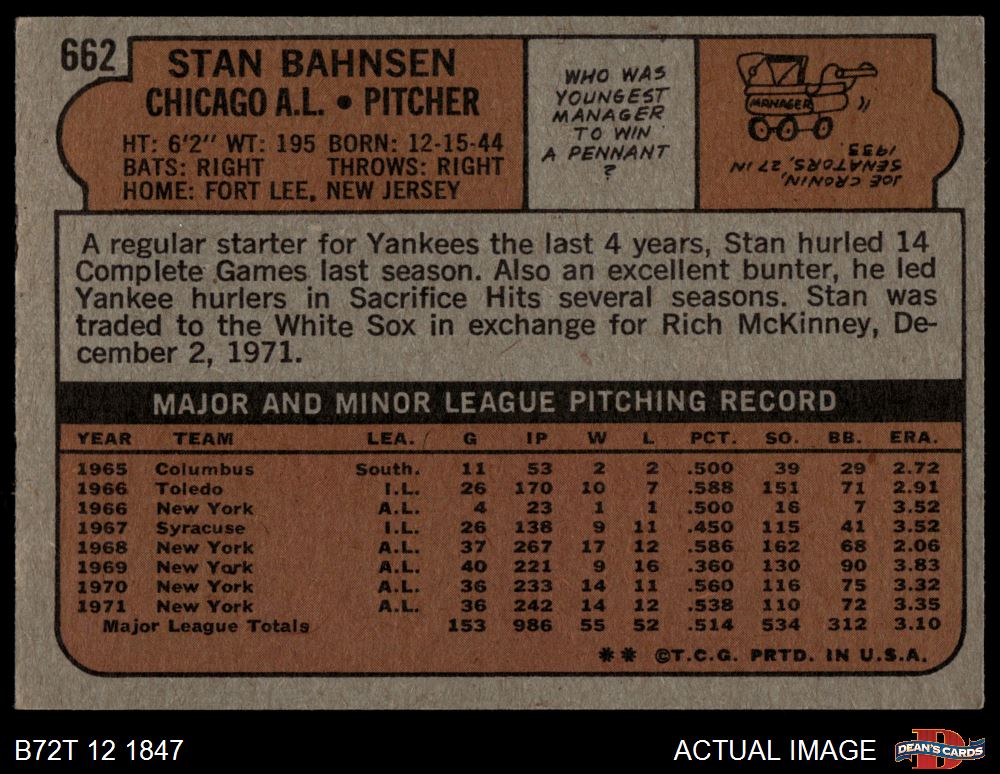 662
STAN BAHNSEN
CHICAGO A.L. • PITCHER
HT: 6'2" WT: 195 BORN: 12-15-44
BATS: RIGHT THROWS: RIGHT
HOME: FORT LEE, NEW JERSEY
WHO WAS
YOUNGEST
MANAGER
TO WIN
A PENNANT
?
MANAGER
JOE CRONIN,
SENATORS, 27 IN
1933.
A regular starter for Yankees the last 4 years, Stan hurled 14
Complete Games last season. Also an excellent bunter, he led
Yankee hurlers in Sacrifice Hits several seasons. Stan was
traded to the White Sox in exchange for Rich McKinney, De-
cember 2, 1971.
MAJOR AND MINOR LEAGUE PITCHING RECORD
YEAR TEAM LEA. G IP W L PCT. SO. BB. ERA.
1965 Columbus South. 11 53 2 2 .500 39 29 2.72
1966 Toledo I.L. 26 170 10 7 .588 151 71 2.91
1966 New York A.L. 4 23 1 1 .500 16 7 3.52
1967 Syracuse I.L. 26 138 9 11 .450 115 41 3.52
1968 New York A.L. 37 267 17 12 .586 162 68 2.06
1969 New York A.L. 40 221 9 16 .360 130 90 3.83
1970 New York A.L. 36 233 14 11 .560 116 75 3.32
1971 New York A.L. 36 242 14 12 .538 110 72 3.35
Major League Totals 153 986 55 52 .514 534 312 3.10
** ©T.C.G. PRTD. IN U.S.A.
B72T 12 1847
ACTUAL IMAGE
DEAN'S CARDS